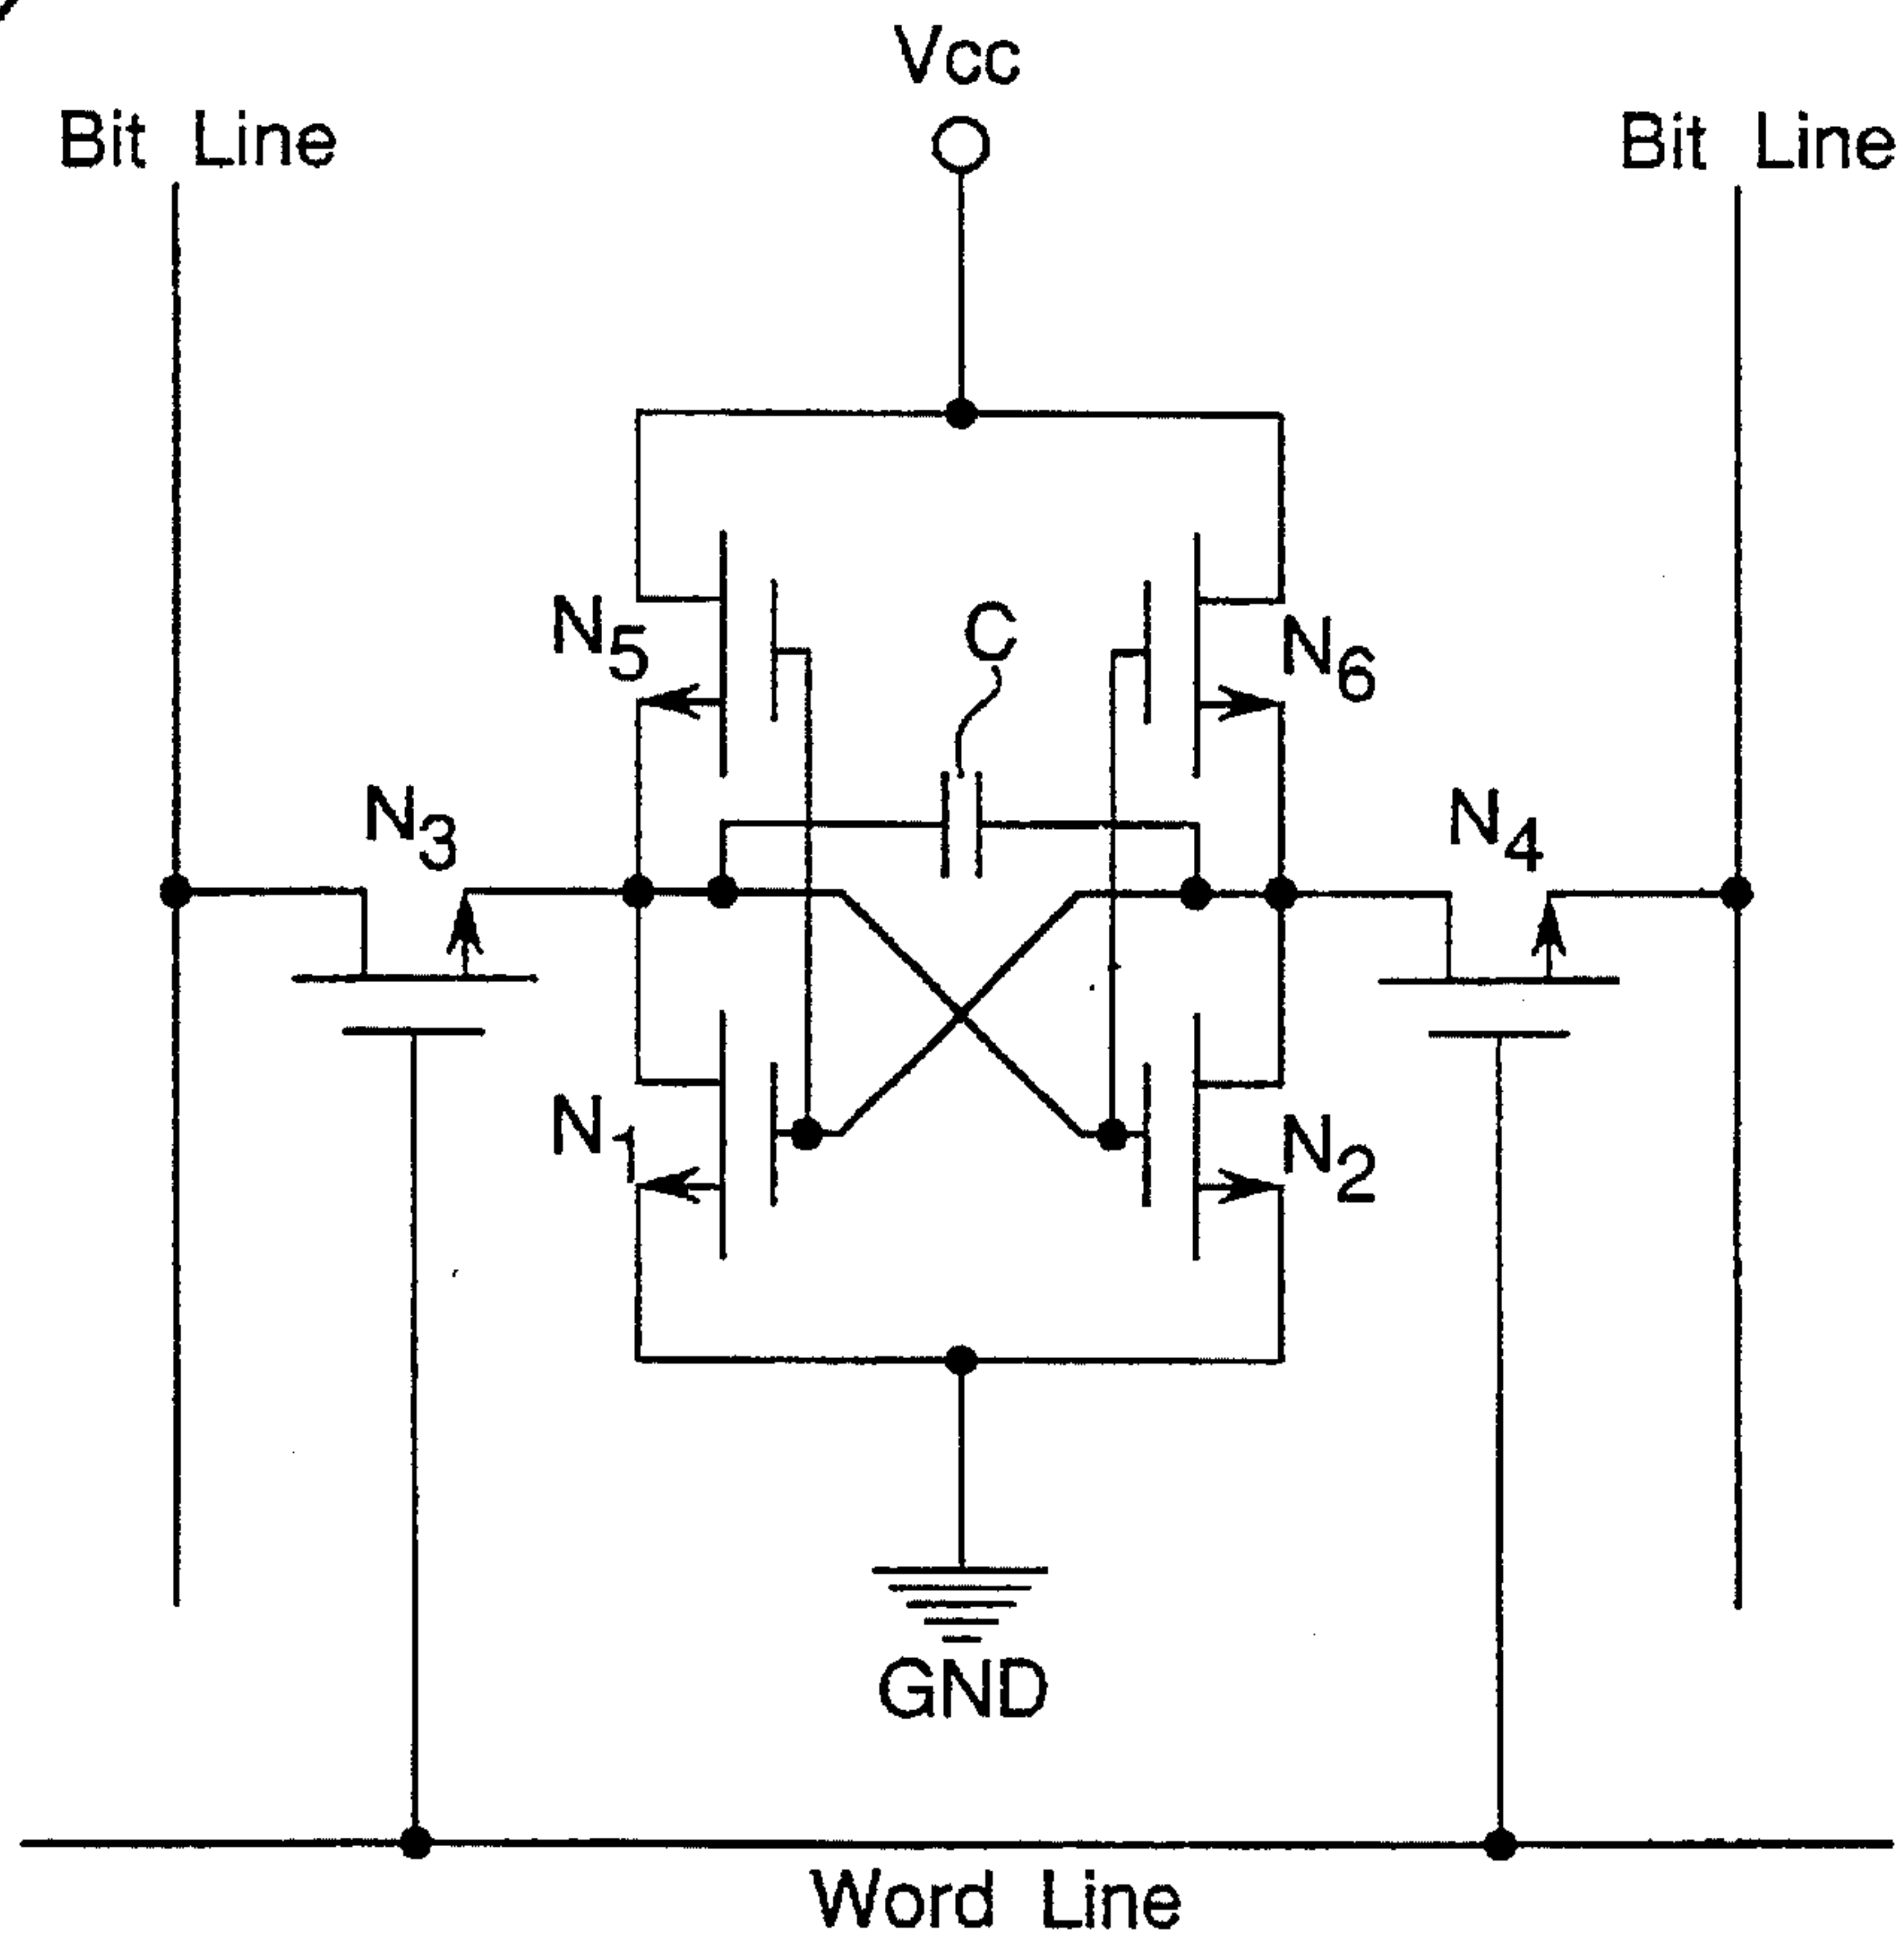 Vcc
Bit Line
Bit Line
N5
C
N6
N3
N4
N1
N2
GND
Word Line